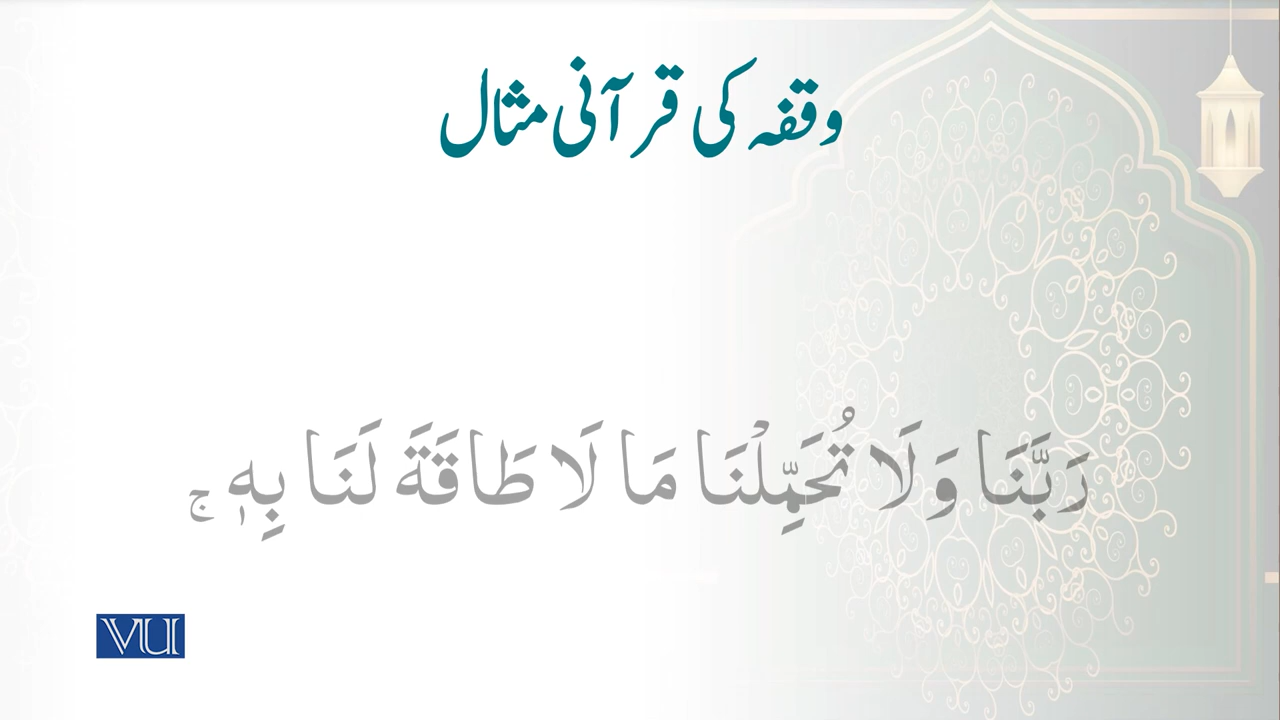 وقفہ کی قرآنی مثال
رَبَّنَا وَلَا تُحَمِّلْنَا مَا لَا طَاقَةَ لَنَا بِهٖ ۚ
VU